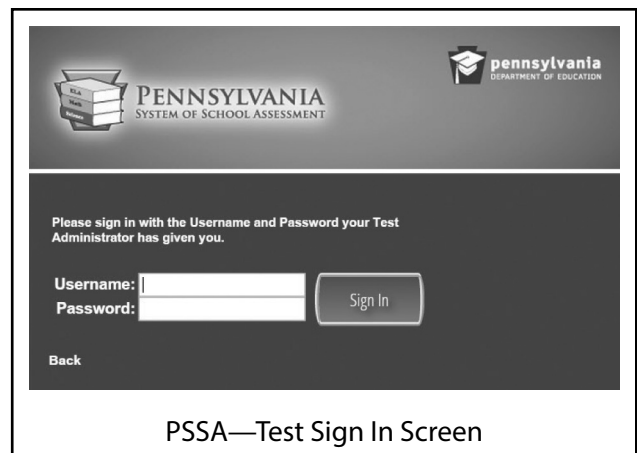 pennsylvania
DEPARTMENT OF EDUCATION
ELA
Math
Science
PENNSYLVANIA
SYSTEM OF SCHOOL ASSESSMENT
Please sign in with the Username and Password your Test
Administrator has given you.
Username:
Password:
Sign In
Back
PSSA—Test Sign In Screen